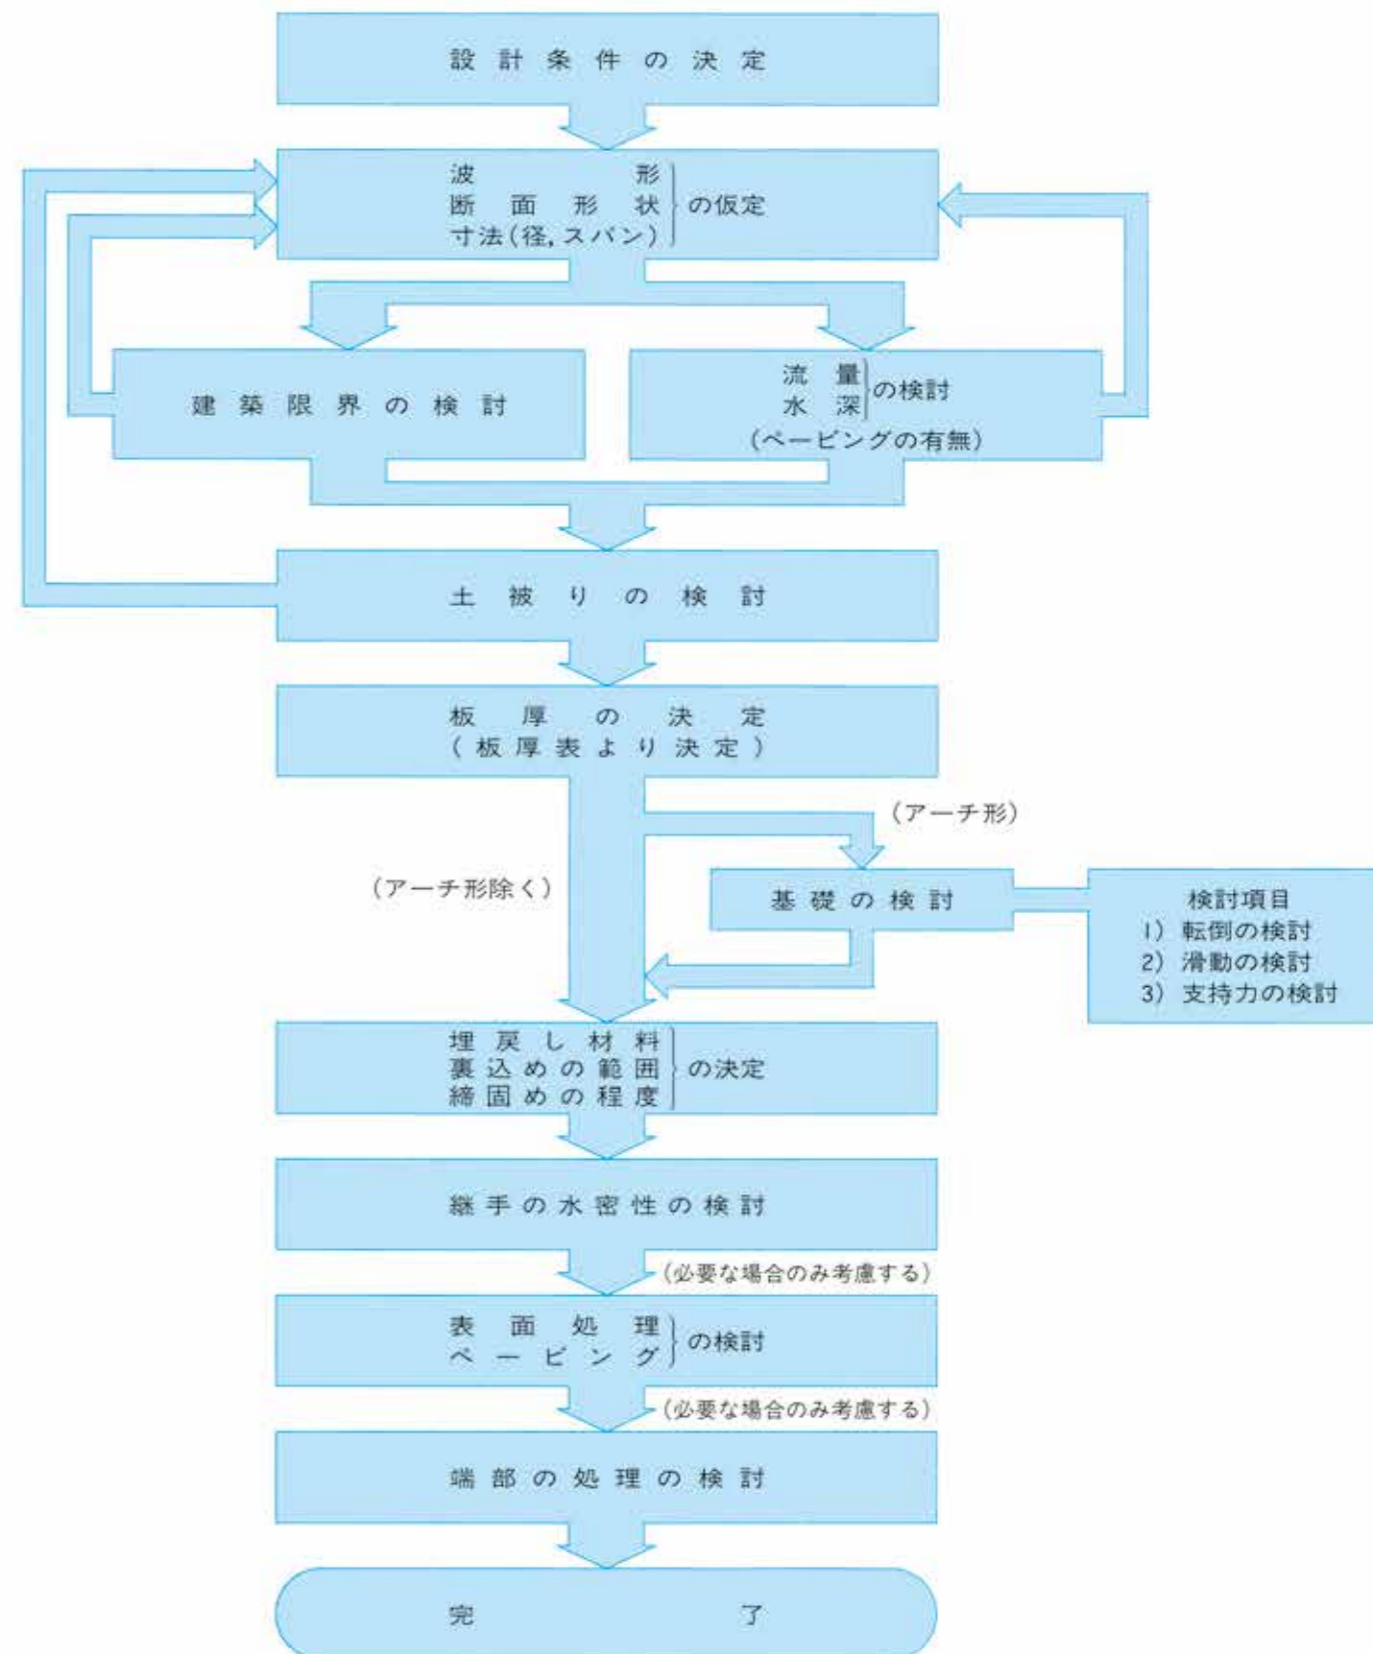 設計条件の決定
波形
断面形状
寸法(径,スパン)
の仮定
建築限界の検討
流量
水深
の検討
(ペービングの有無)
土被りの検討
板厚の決定
(板厚表より決定)
(アーチ形)
(アーチ形除く)
基礎の検討
検討項目
1) 転倒の検討
2) 滑動の検討
3) 支持力の検討
埋戻し材料
裏込めの範囲
締固めの程度
の決定
継手の水密性の検討
(必要な場合のみ考慮する)
表面処理
ペービング
の検討
(必要な場合のみ考慮する)
端部の処理の検討
完了